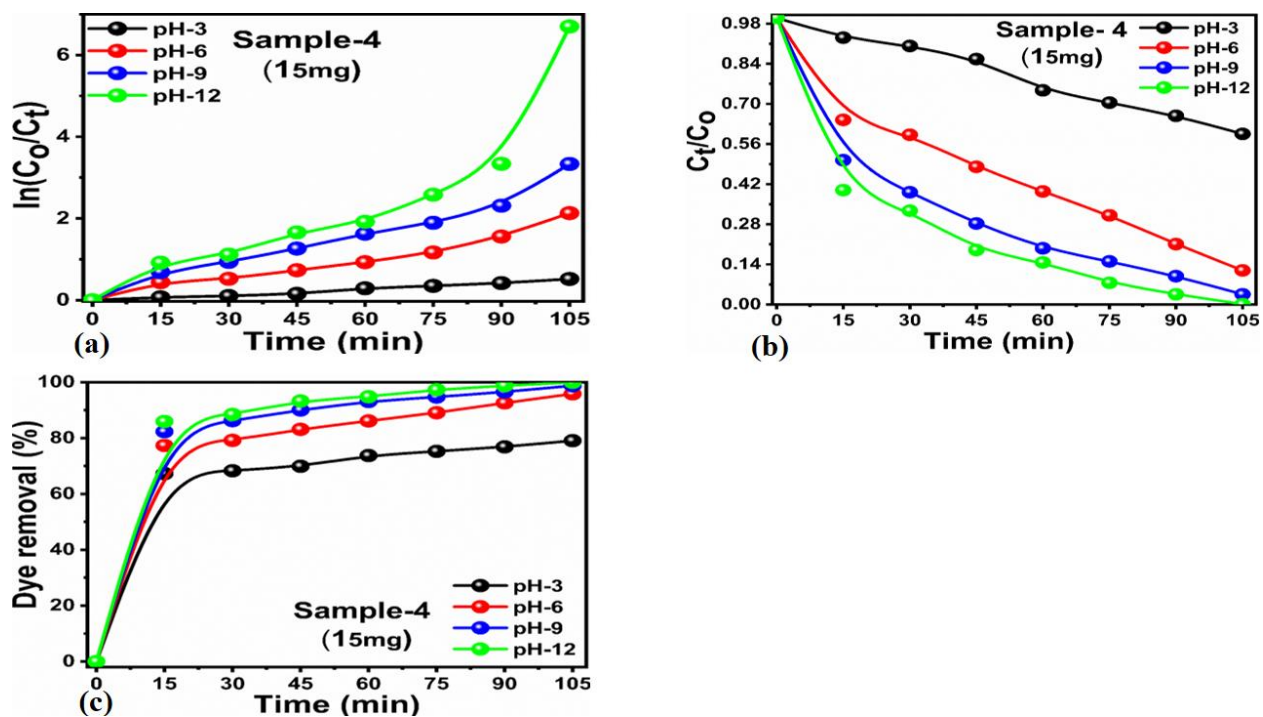 ln(C₀/Cₜ)
6
4
2
0
pH-3
pH-6
pH-9
pH-12
Sample-4
(15mg)
0 15 30 45 60 75 90 105
Time (min)
(a)
Cₜ/C₀
0.98
0.84
0.70
0.56
0.42
0.28
0.14
0.00
Sample- 4
(15mg)
pH-3
pH-6
pH-9
pH-12
0 15 30 45 60 75 90 105
Time (min)
(b)
Dye removal (%)
100
80
60
40
20
0
pH-3
pH-6
pH-9
pH-12
Sample-4
(15mg)
0 15 30 45 60 75 90 105
Time (min)
(c)